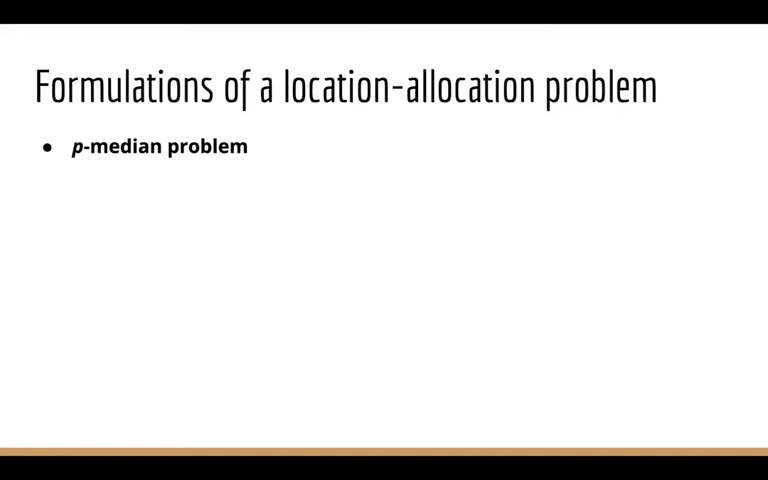 Formulations of a location-allocation problem
● p-median problem